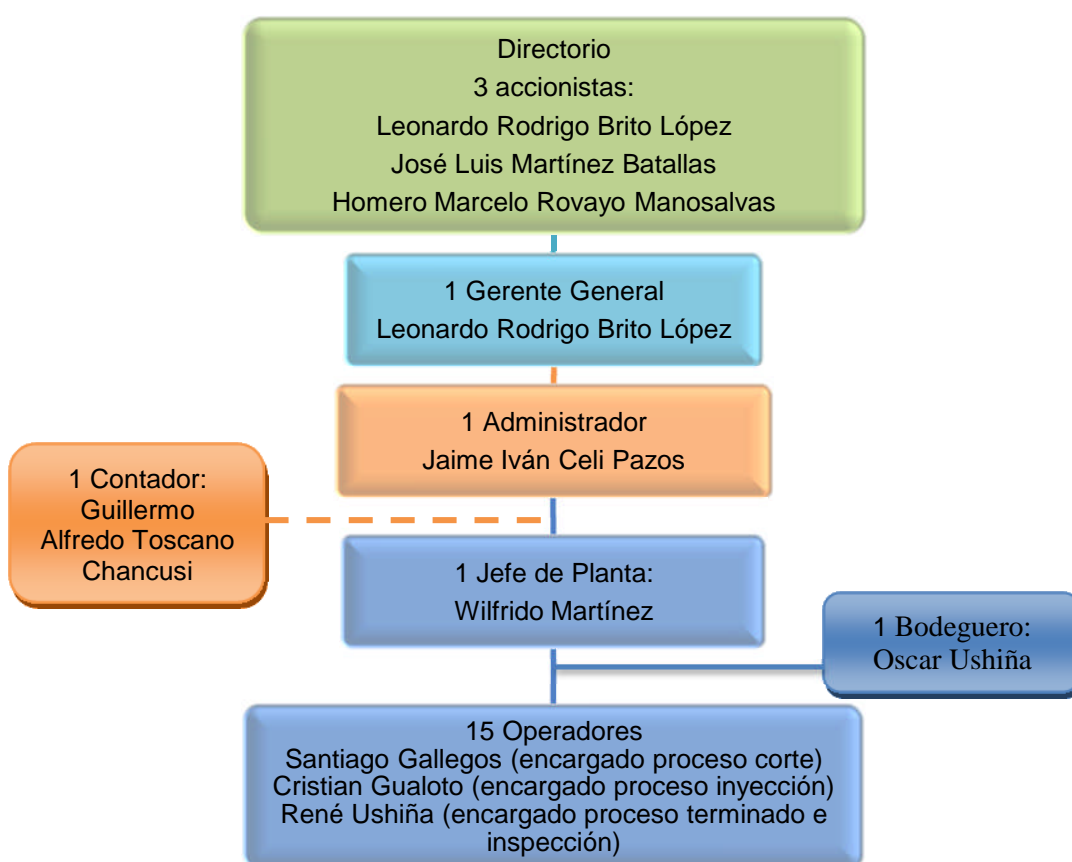 Directorio
3 accionistas:
Leonardo Rodrigo Brito López
José Luis Martínez Batallas
Homero Marcelo Rovayo Manosalvas
1 Gerente General
Leonardo Rodrigo Brito López
1 Administrador
Jaime Iván Celi Pazos
1 Contador:
Guillermo
Alfredo Toscano
Chancusi
1 Jefe de Planta:
Wilfrido Martínez
1 Bodeguero:
Oscar Ushiña
15 Operadores
Santiago Gallegos (encargado proceso corte)
Cristian Gualoto (encargado proceso inyección)
René Ushiña (encargado proceso terminado e
inspección)